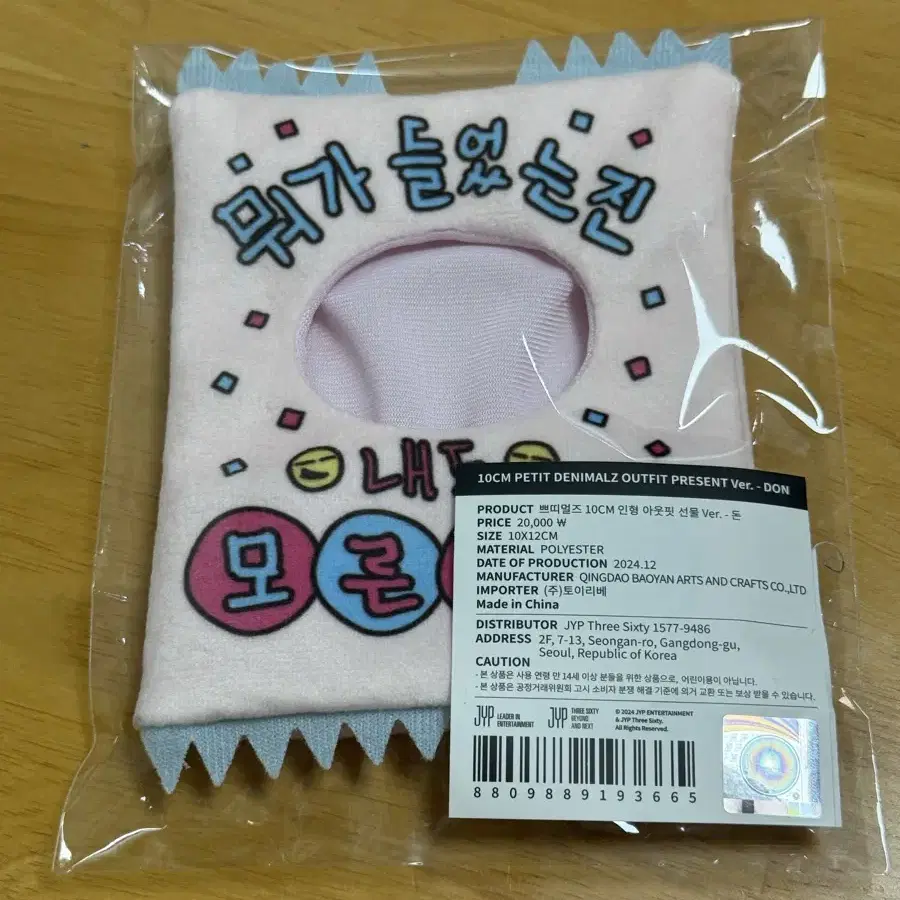 뭐가 들었는진
내
모른
10CM PETIT DENIMALZ OUTFIT PRESENT Ver. - DON
PRODUCT 쁘띠멀즈 10CM 인형 아웃핏 선물 Ver. - 돈
PRICE 20,000 ₩
SIZE 10X12CM
MATERIAL POLYESTER
DATE OF PRODUCTION 2024.12
MANUFACTURER QINGDAO BAOYAN ARTS AND CRAFTS CO.,LTD
IMPORTER (주)토이리베
Made in China
DISTRIBUTOR JYP Three Sixty 1577-9486
ADDRESS 2F, 7-13, Seongan-ro, Gangdong-gu,
Seoul, Republic of Korea
CAUTION
- 본 상품은 사용 연령 만 14세 이상 분들을 위한 상품으로, 어린이용이 아닙니다.
- 본 상품은 공정거래위원회 고시 소비자 분쟁 해결 기준에 의거 교환 또는 보상 받을 수 있습니다.
JYP LEADER IN ENTERTAINMENT
JYP THREE SIXTY BEYOND AND NEXT
© 2024 JYP ENTERTAINMENT
& JYP Three Sixty.
All Rights Reserved.
8809889193665